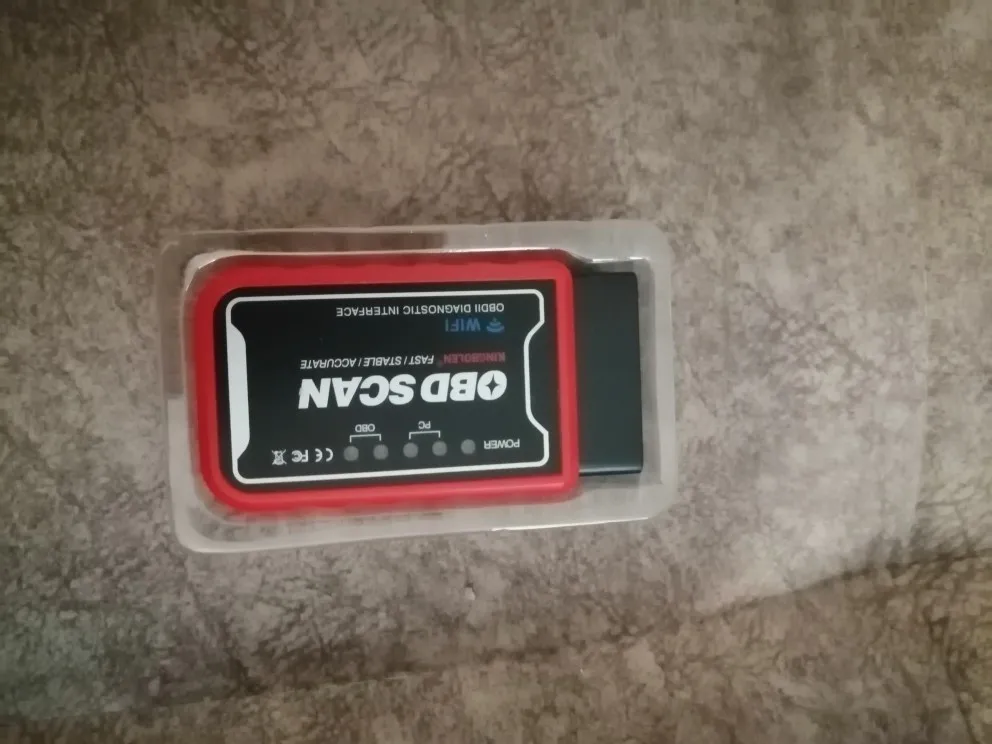 POWER
PC
OBD
CE FC
OBD SCAN
KINGBOLEN® FAST / STABLE / ACCURATE
WIFI
OBDII DIAGNOSTIC INTERFACE